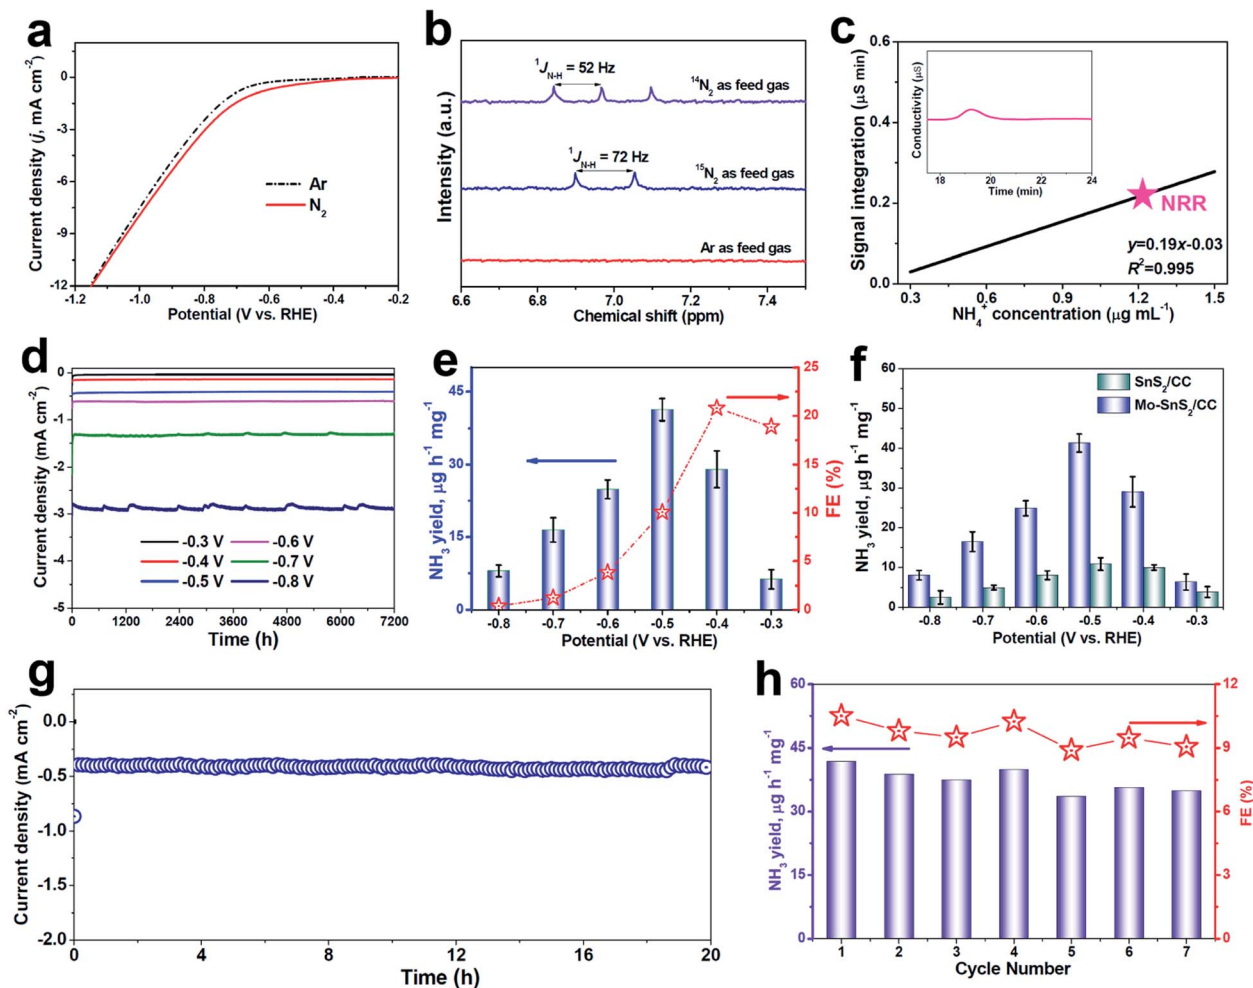 a
Current density (j, mA cm⁻²)
0
-3
-6
-9
-12
Ar
N₂
-1.2 -1.0 -0.8 -0.6 -0.4 -0.2
Potential (V vs. RHE)
b
Intensity (a.u.)
¹J_N-H = 52 Hz
¹⁴N₂ as feed gas
¹J_N-H = 72 Hz
¹⁵N₂ as feed gas
Ar as feed gas
6.6 6.8 7.0 7.2 7.4
Chemical shift (ppm)
c
Signal integration (μS min)
0.6
0.4
0.2
0.0
Conductivity (μS)
18 20 22 24
Time (min)
NRR
y=0.19x-0.03
R²=0.995
0.3 0.6 0.9 1.2 1.5
NH₄⁺ concentration (μg mL⁻¹)
d
Current density (mA cm⁻²)
0
-1
-2
-3
-4
-5
-0.3 V -0.6 V
-0.4 V -0.7 V
-0.5 V -0.8 V
0 1200 2400 3600 4800 6000 7200
Time (h)
e
NH₃ yield, μg h⁻¹ mg⁻¹
45
30
15
0
25
20
15
10
5
0
FE (%)
-0.8 -0.7 -0.6 -0.5 -0.4 -0.3
Potential (V vs. RHE)
f
NH₃ yield, μg h⁻¹ mg⁻¹
60
50
40
30
20
10
0
SnS₂/CC
Mo-SnS₂/CC
-0.8 -0.7 -0.6 -0.5 -0.4 -0.3
Potential (V vs. RHE)
g
Current density (mA cm⁻²)
0.0
-0.5
-1.0
-1.5
-2.0
0 4 8 12 16 20
Time (h)
h
NH₃ yield, μg h⁻¹ mg⁻¹
60
45
30
15
0
12
9
6
3
0
FE (%)
1 2 3 4 5 6 7
Cycle Number